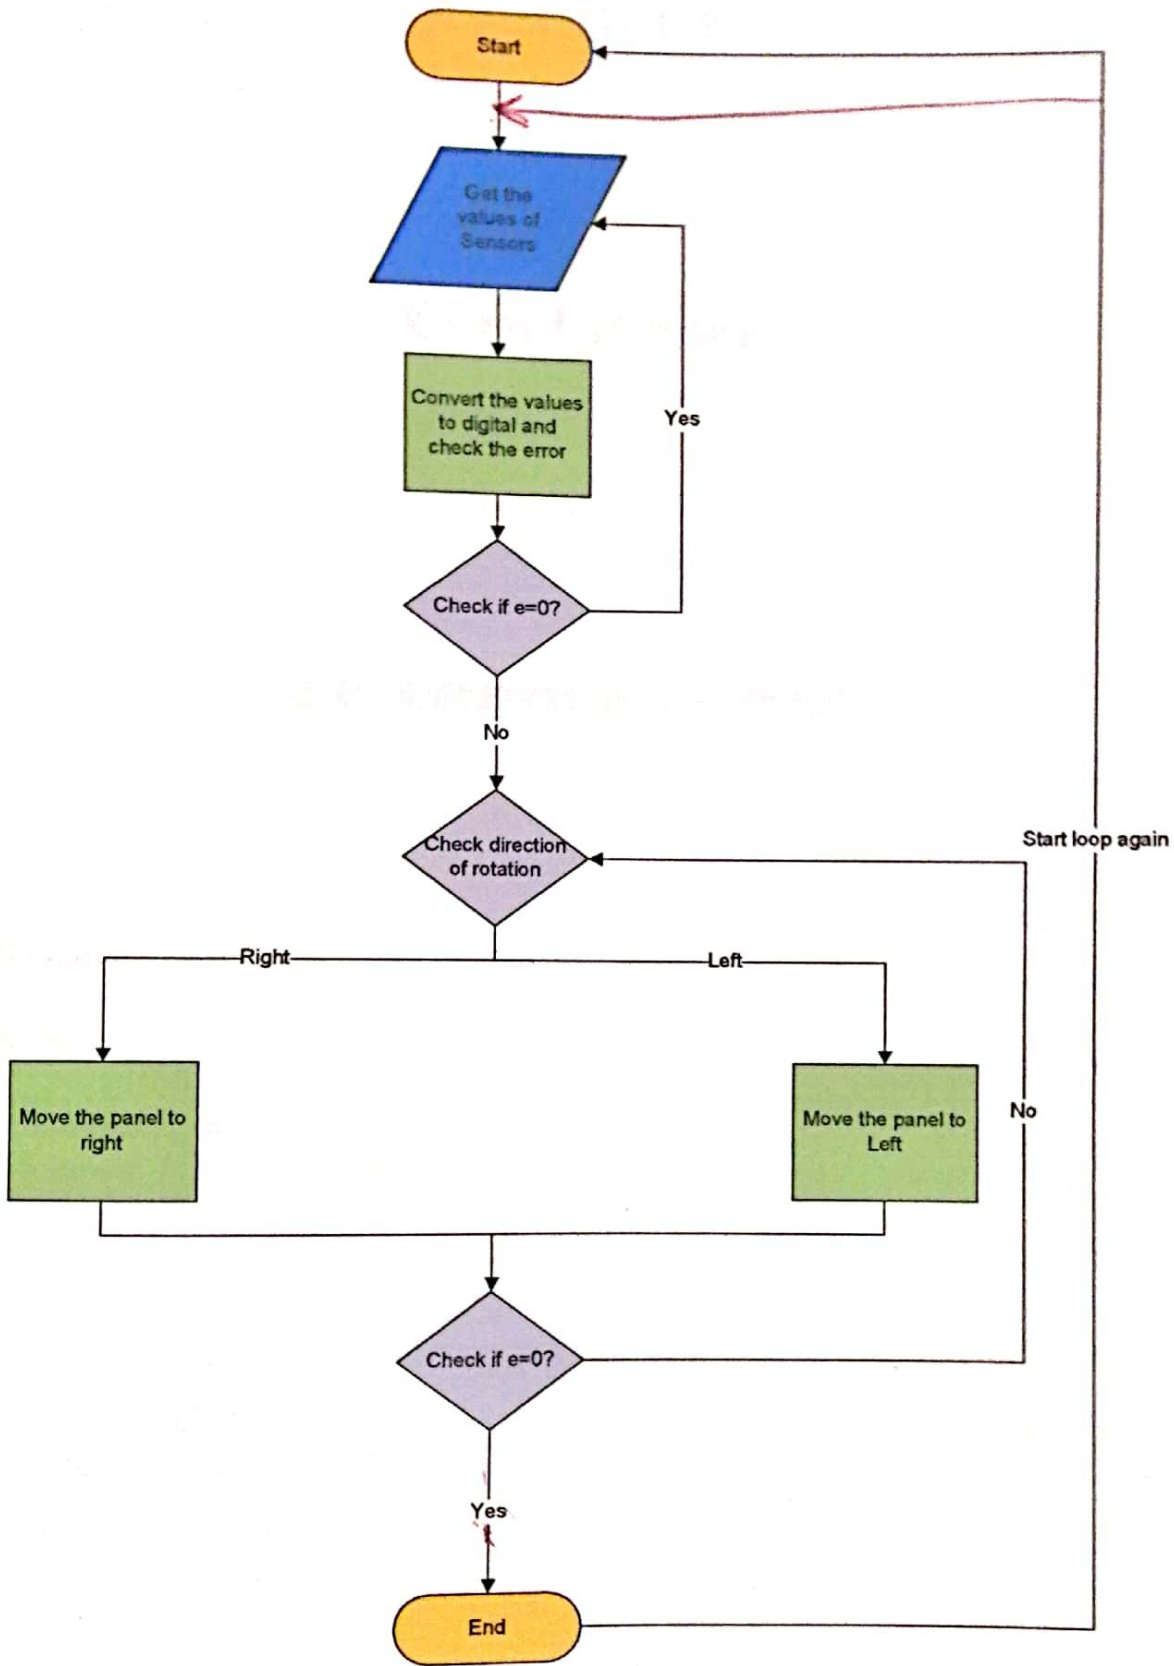 Start
Get the
values of
Sensors
Convert the values
to digital and
check the error
Yes
Check if e=0?
No
Check direction
of rotation
Start loop again
Right
Left
Move the panel to
right
Move the panel to
Left
No
Check if e=0?
Yes
End